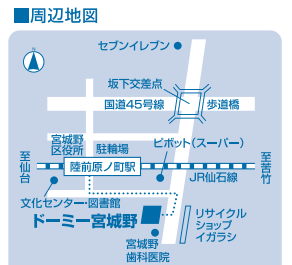 ■周辺地図
セブンイレブン
坂下交差点
国道45号線
歩道橋
宮城野
区役所
駐輪場
ピボット(スーパー)
至仙台
陸前原ノ町駅
至苦竹
JR仙石線
文化センター・図書館
ドーミー宮城野
リサイクル
ショップ
イガラシ
宮城野
歯科医院